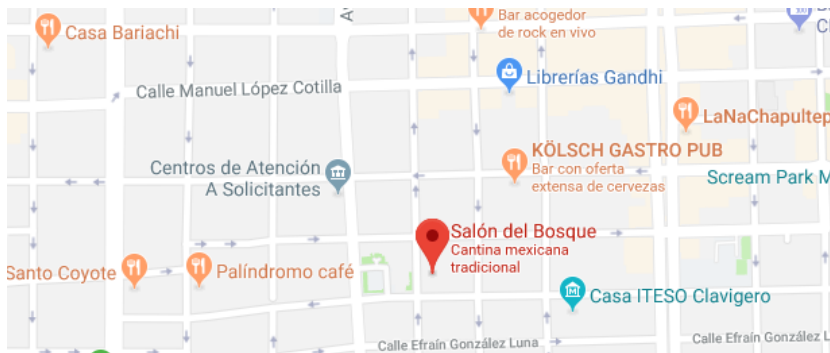 Bar acogedor
de rock en vivo
Casa Bariachi
Librerías Gandhi
Calle Manuel López Cotilla
LaNaChapultep
KÖLSCH GASTRO PUB
Bar con oferta
extensa de cervezas
Centros de Atención
A Solicitantes
Scream Park M
Salón del Bosque
Cantina mexicana
tradicional
Santo Coyote
Palíndromo café
Casa ITESO Clavigero
Calle Efraín González Luna
Calle Efraín González L